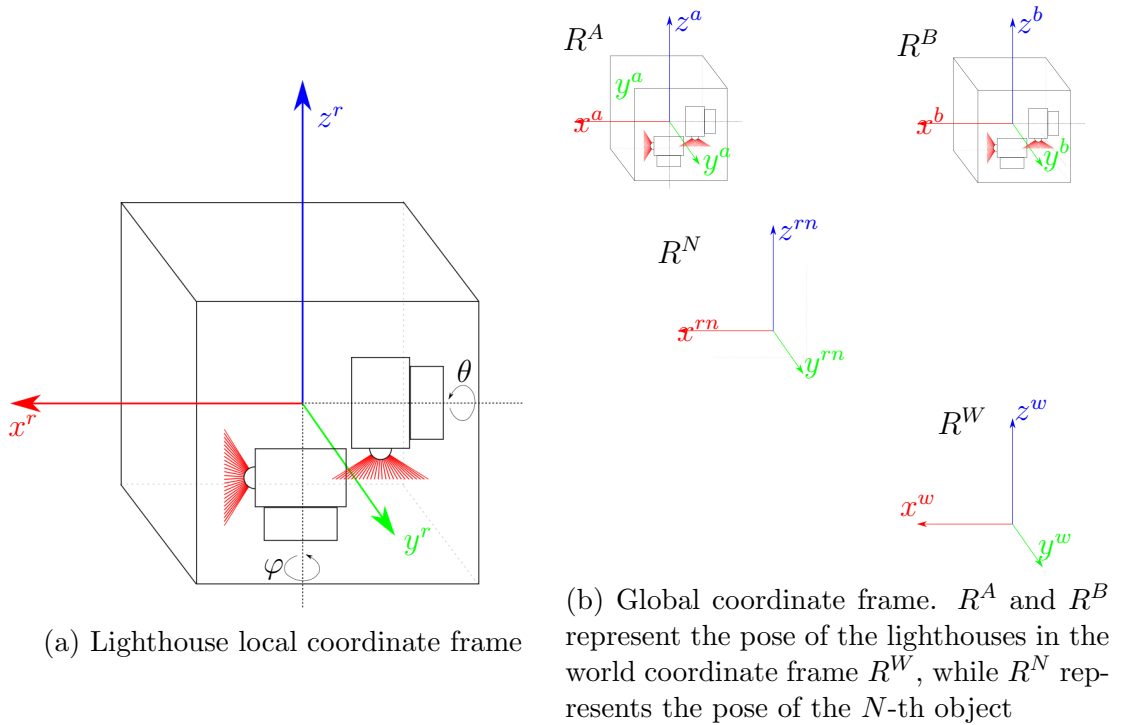 z^r
x^r
y^r
θ
φ
(a) Lighthouse local coordinate frame
R^A
z^a
y^a
x^a
y^a
R^B
z^b
x^b
y^b
R^N
z^{rn}
x^{rn}
y^{rn}
R^W
z^w
x^w
y^w
(b) Global coordinate frame. R^A and R^B
represent the pose of the lighthouses in the
world coordinate frame R^W, while R^N rep-
resents the pose of the N-th object